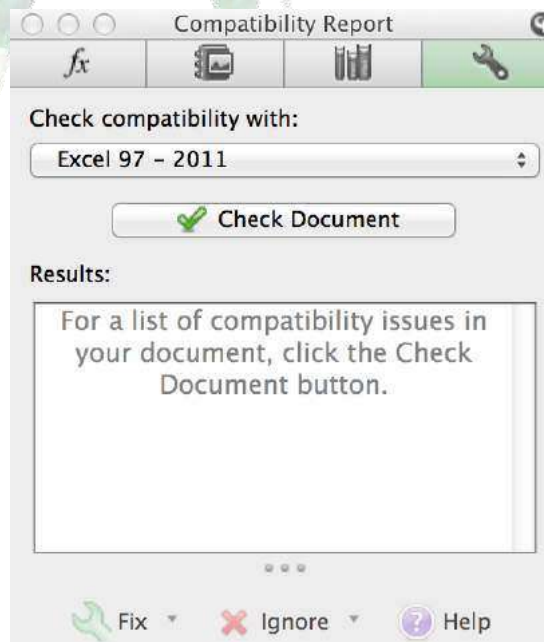 Compatibility Report
fx
Check compatibility with:
Excel 97 – 2011
Check Document
Results:
For a list of compatibility issues in
your document, click the Check
Document button.
Fix Ignore ? Help